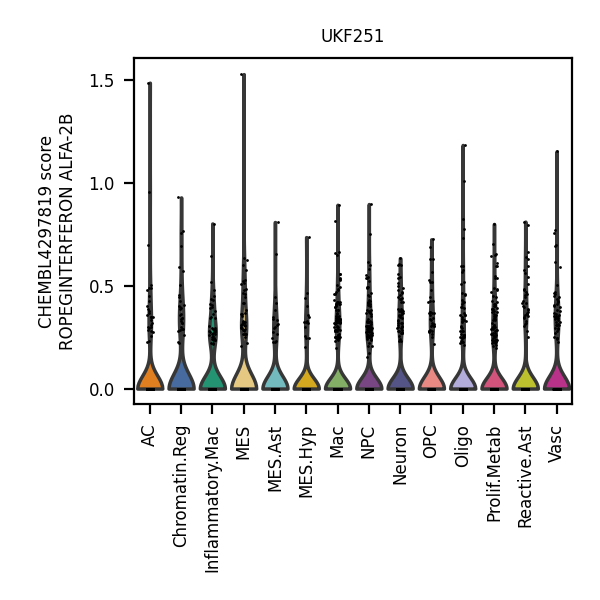 UKF251
CHEMBL4297819 score
ROPEGINTERFERON ALFA-2B
1.5
1.0
0.5
0.0
AC
Chromatin.Reg
Inflammatory.Mac
MES
MES.Ast
MES.Hyp
Mac
NPC
Neuron
OPC
Oligo
Prolif.Metab
Reactive.Ast
Vasc